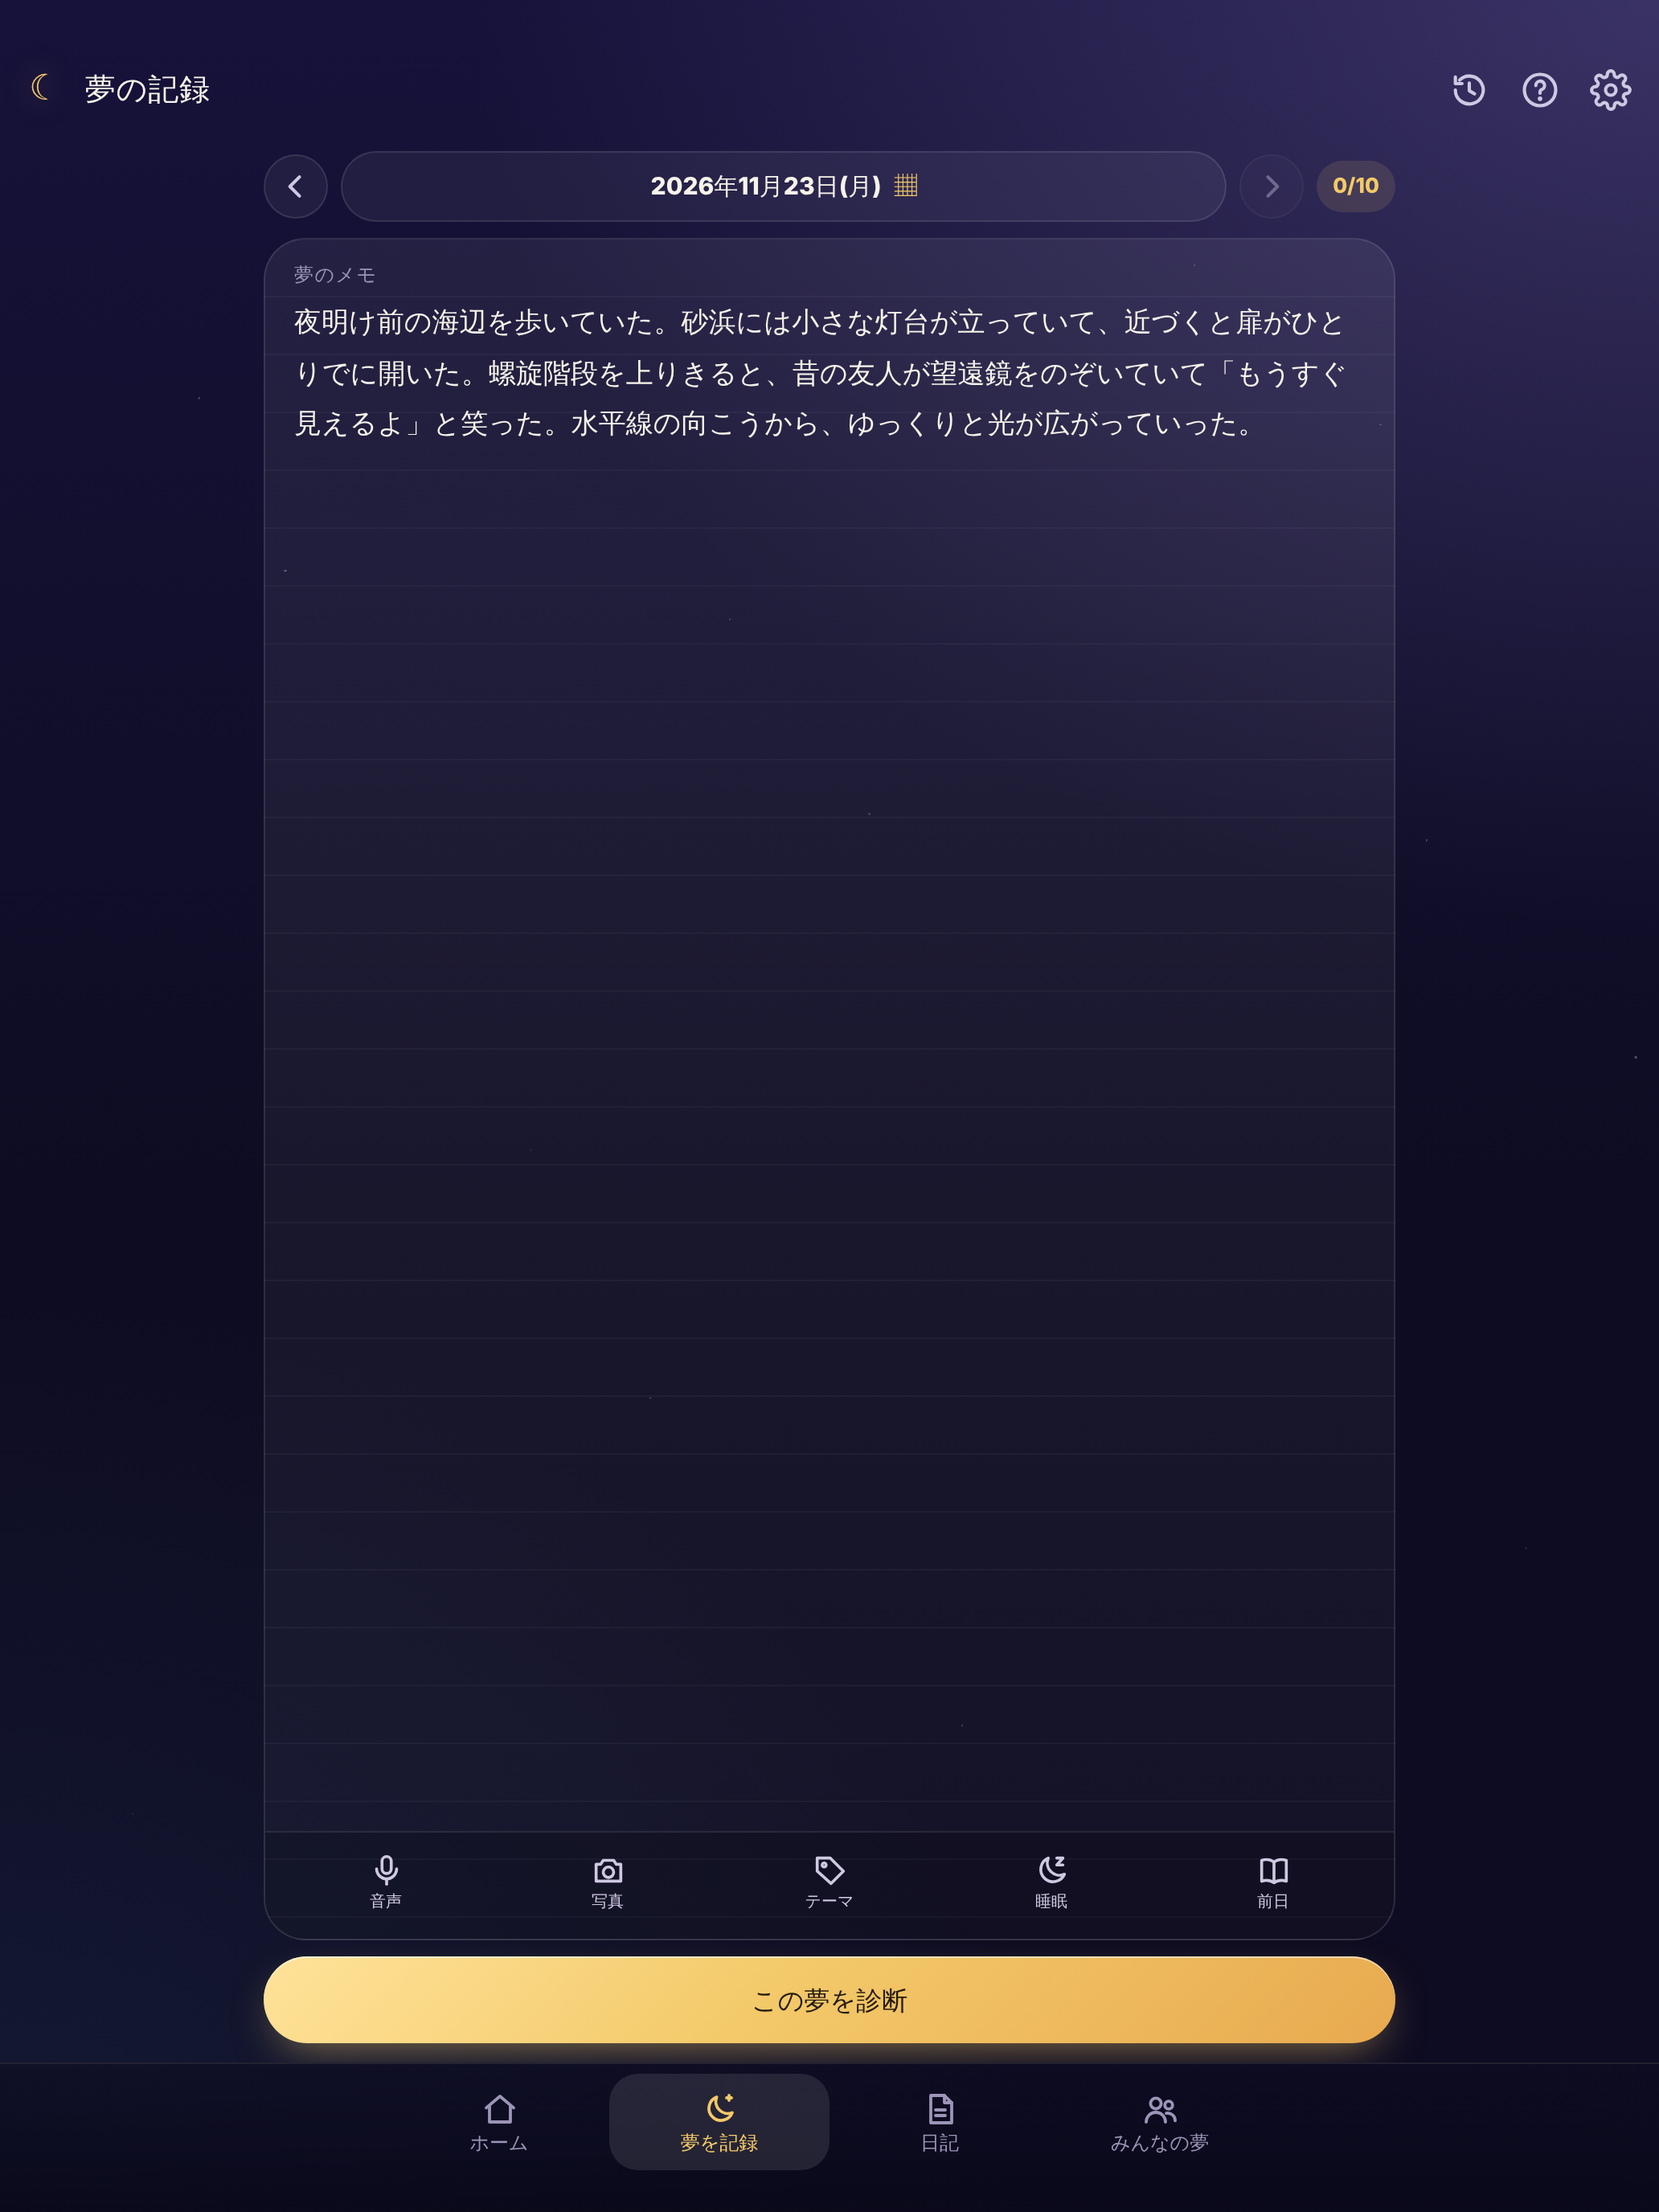 夢の記録
2026年11月23日(月)
0/10
夢のメモ
夜明け前の海辺を歩いていた。砂浜には小さな灯台が立っていて、近づくと扉がひと
りでに開いた。螺旋階段を上りきると、昔の友人が望遠鏡をのぞいていて「もうすぐ
見えるよ」と笑った。水平線の向こうから、ゆっくりと光が広がっていった。
音声 写真 テーマ 睡眠 前日
この夢を診断
ホーム 夢を記録 日記 みんなの夢